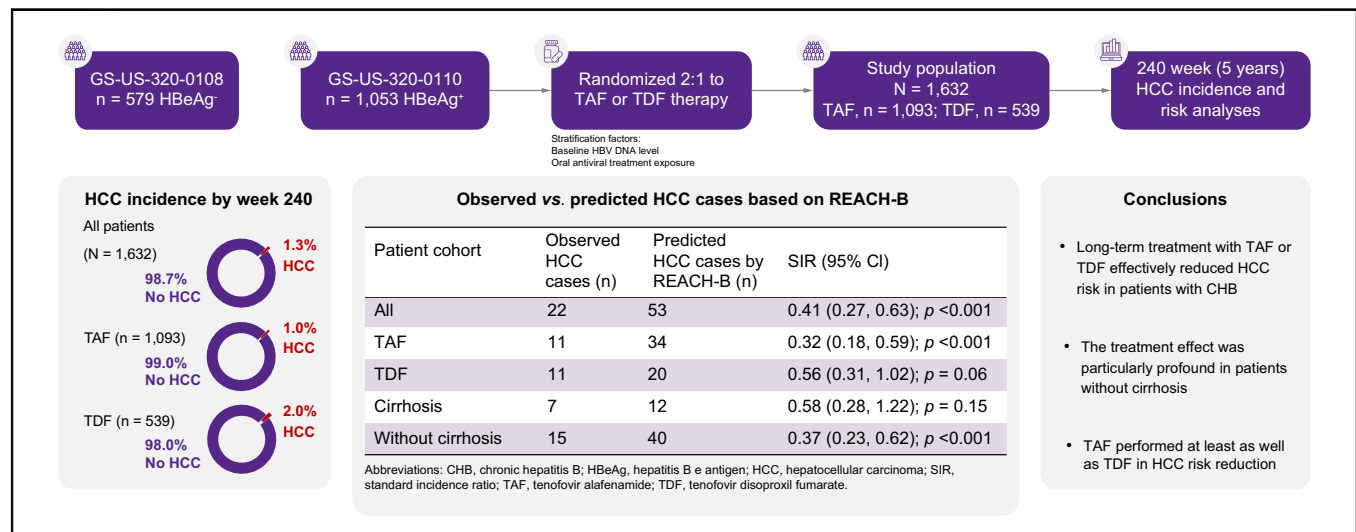 GS-US-320-0108
n = 579 HBeAg-
GS-US-320-0110
n = 1,053 HBeAg+
Randomized 2:1 to
TAF or TDF therapy
Stratification factors:
Baseline HBV DNA level
Oral antiviral treatment exposure
Study population
N = 1,632
TAF, n = 1,093; TDF, n = 539
240 week (5 years)
HCC incidence and
risk analyses
HCC incidence by week 240
All patients
(N = 1,632)
1.3%
HCC
98.7%
No HCC
TAF (n = 1,093)
1.0%
HCC
99.0%
No HCC
TDF (n = 539)
2.0%
HCC
98.0%
No HCC
Observed vs. predicted HCC cases based on REACH-B
Patient cohort
Observed
HCC
cases (n)
Predicted
HCC cases by
REACH-B (n)
SIR (95% CI)
All 22 53 0.41 (0.27, 0.63); p <0.001
TAF 11 34 0.32 (0.18, 0.59); p <0.001
TDF 11 20 0.56 (0.31, 1.02); p = 0.06
Cirrhosis 7 12 0.58 (0.28, 1.22); p = 0.15
Without cirrhosis 15 40 0.37 (0.23, 0.62); p <0.001
Abbreviations: CHB, chronic hepatitis B; HBeAg, hepatitis B e antigen; HCC, hepatocellular carcinoma; SIR,
standard incidence ratio; TAF, tenofovir alafenamide; TDF, tenofovir disoproxil fumarate.
Conclusions
• Long-term treatment with TAF or
TDF effectively reduced HCC
risk in patients with CHB
• The treatment effect was
particularly profound in patients
without cirrhosis
• TAF performed at least as well
as TDF in HCC risk reduction